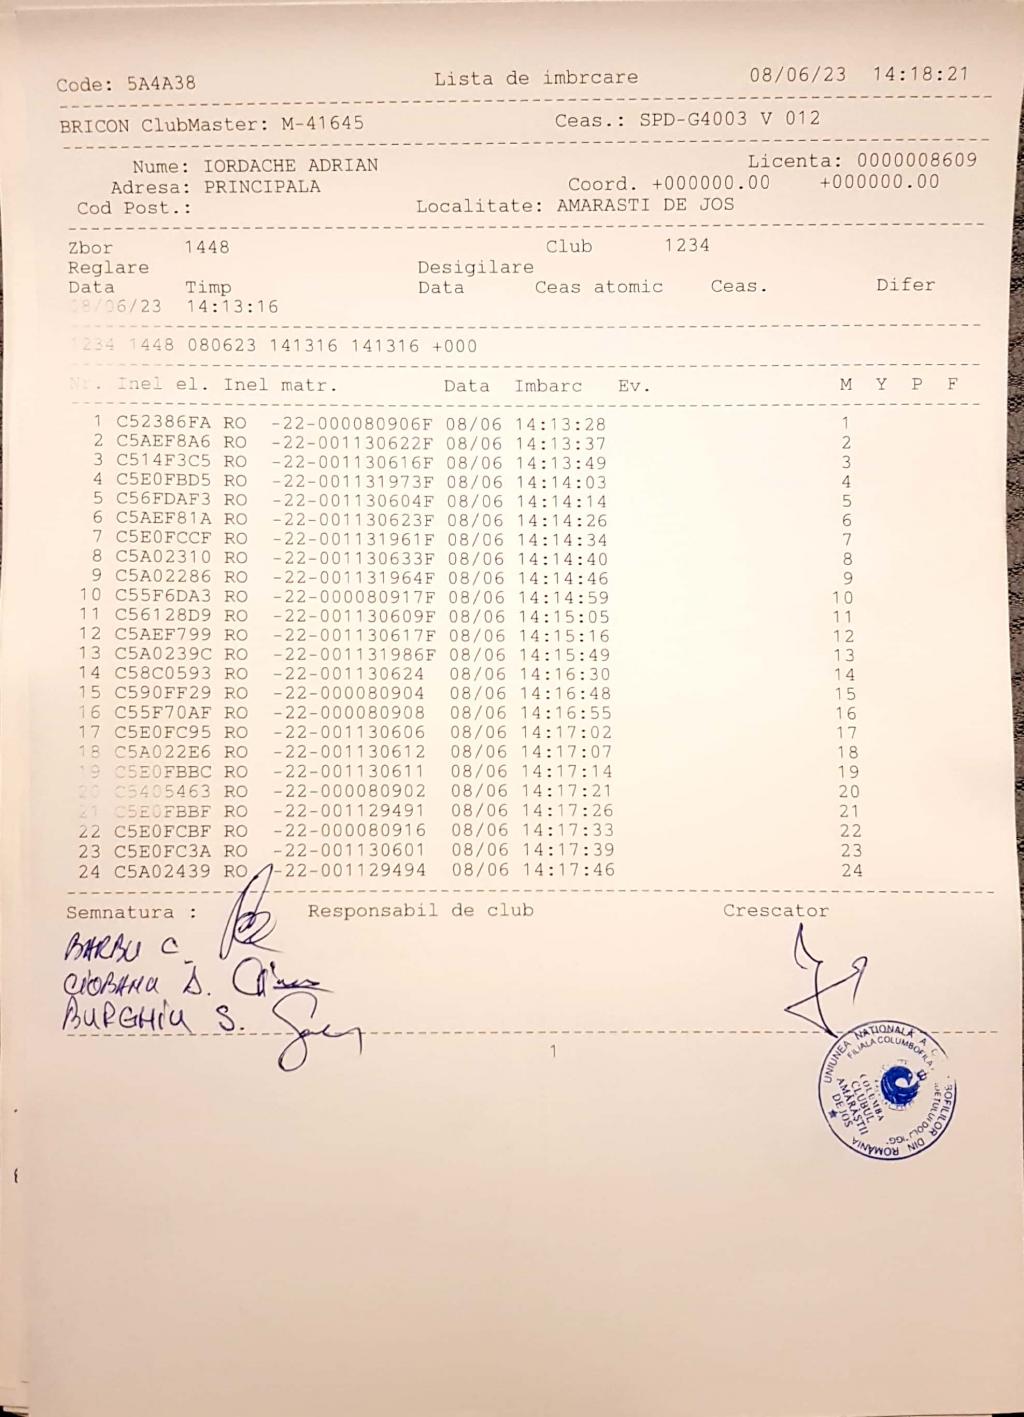 Code: 5A4A38 Lista de imbrcare 08/06/23 14:18:21
BRICON ClubMaster: M-41645 Ceas.: SPD-G4003 V 012
Nume: IORDACHE ADRIAN Licenta: 0000008609
Adresa: PRINCIPALA Coord. +000000.00 +000000.00
Cod Post.: Localitate: AMARASTI DE JOS
Zbor 1448 Club 1234
Reglare Desigilare
Data Timp Data Ceas atomic Ceas. Difer
08/06/23 14:13:16
1234 1448 080623 141316 141316 +000
Nr. Inel el. Inel matr. Data Imbarc Ev. M Y P F
1 C52386FA RO -22-000080906F 08/06 14:13:28 1
2 C5AEF8A6 RO -22-001130622F 08/06 14:13:37 2
3 C514F3C5 RO -22-001130616F 08/06 14:13:49 3
4 C5E0FBD5 RO -22-001131973F 08/06 14:14:03 4
5 C56FDAF3 RO -22-001130604F 08/06 14:14:14 5
6 C5AEF81A RO -22-001130623F 08/06 14:14:26 6
7 C5E0FCCF RO -22-001131961F 08/06 14:14:34 7
8 C5A02310 RO -22-001130633F 08/06 14:14:40 8
9 C5A02286 RO -22-001131964F 08/06 14:14:46 9
10 C55F6DA3 RO -22-000080917F 08/06 14:14:59 10
11 C56128D9 RO -22-001130609F 08/06 14:15:05 11
12 C5AEF799 RO -22-001130617F 08/06 14:15:16 12
13 C5A0239C RO -22-001131986F 08/06 14:15:49 13
14 C58C0593 RO -22-001130624 08/06 14:16:30 14
15 C590FF29 RO -22-000080904 08/06 14:16:48 15
16 C55F70AF RO -22-000080908 08/06 14:16:55 16
17 C5E0FC95 RO -22-001130606 08/06 14:17:02 17
18 C5A022E6 RO -22-001130612 08/06 14:17:07 18
19 C5E0FBBC RO -22-001130611 08/06 14:17:14 19
20 C5405463 RO -22-000080902 08/06 14:17:21 20
21 C5E0FBBF RO -22-001129491 08/06 14:17:26 21
22 C5E0FCBF RO -22-000080916 08/06 14:17:33 22
23 C5E0FC3A RO -22-001130601 08/06 14:17:39 23
24 C5A02439 RO -22-001129494 08/06 14:17:46 24
Semnatura : Responsabil de club Crescator
BARBU C.
CIOBANU D.
BURGHIU S.
1
UNIUNEA NAȚIONALĂ A DIN ROMÂNIA
FILIALA COLUMBOFILĂ
COLUMBA
CLUBUL
AMĂRĂȘTII
DE JOS